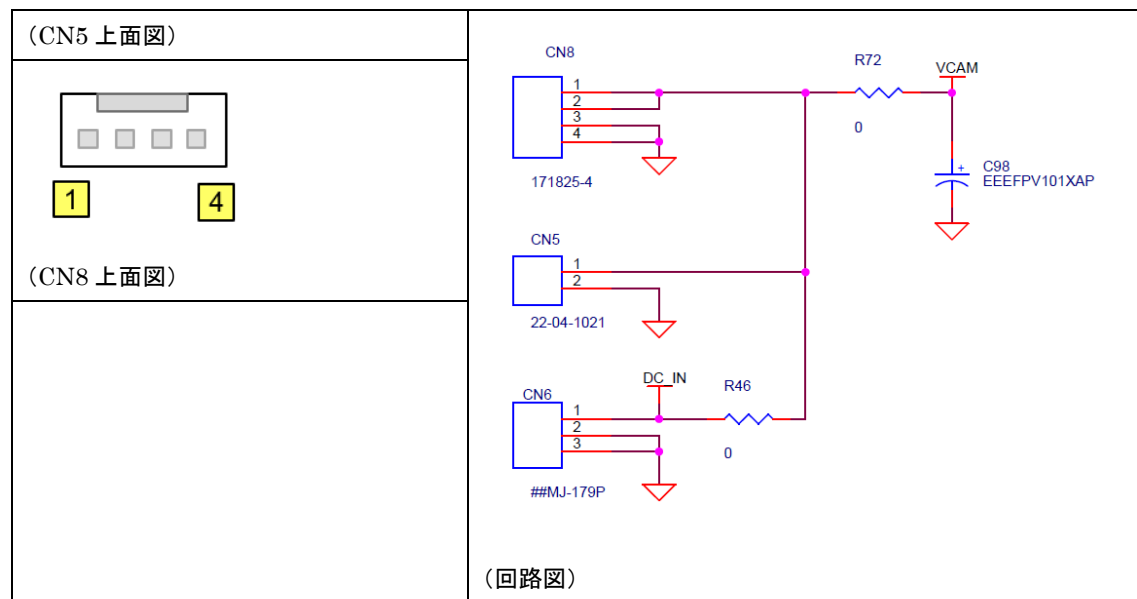 （CN5 上面図）
1
4
（CN8 上面図）
CN8
1
2
3
4
171825-4
R72
0
VCAM
+
C98
EEEFPV101XAP
CN5
1
2
22-04-1021
CN6
1
2
3
##MJ-179P
DC_IN
R46
0
（回路図）